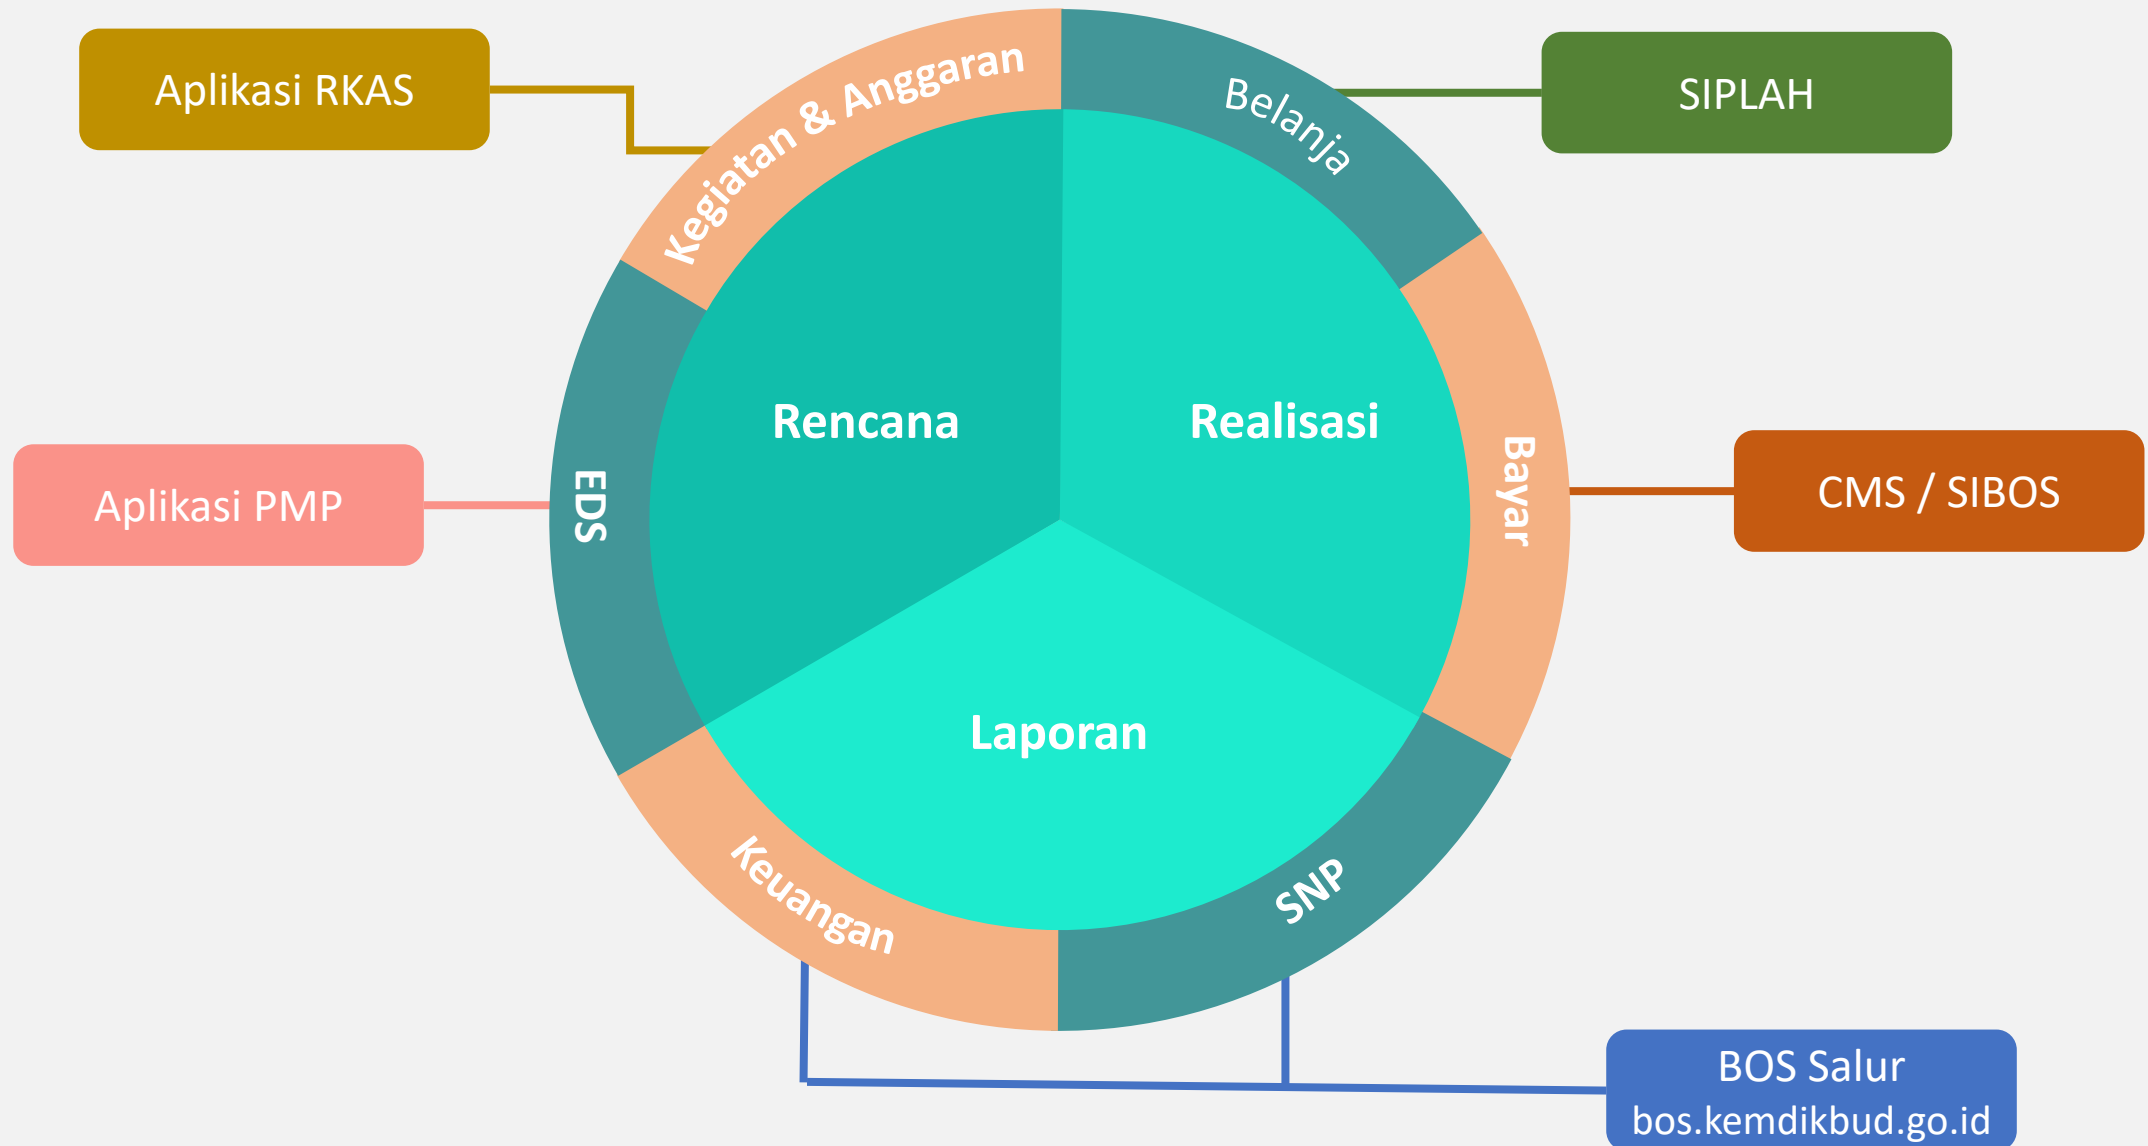 Aplikasi RKAS
Kegiatan & Anggaran
Belanja
SIPLAH
Rencana
Realisasi
Aplikasi PMP
EDS
Bayar
CMS / SIBOS
Laporan
Keuangan
SNP
BOS Salur
bos.kemdikbud.go.id